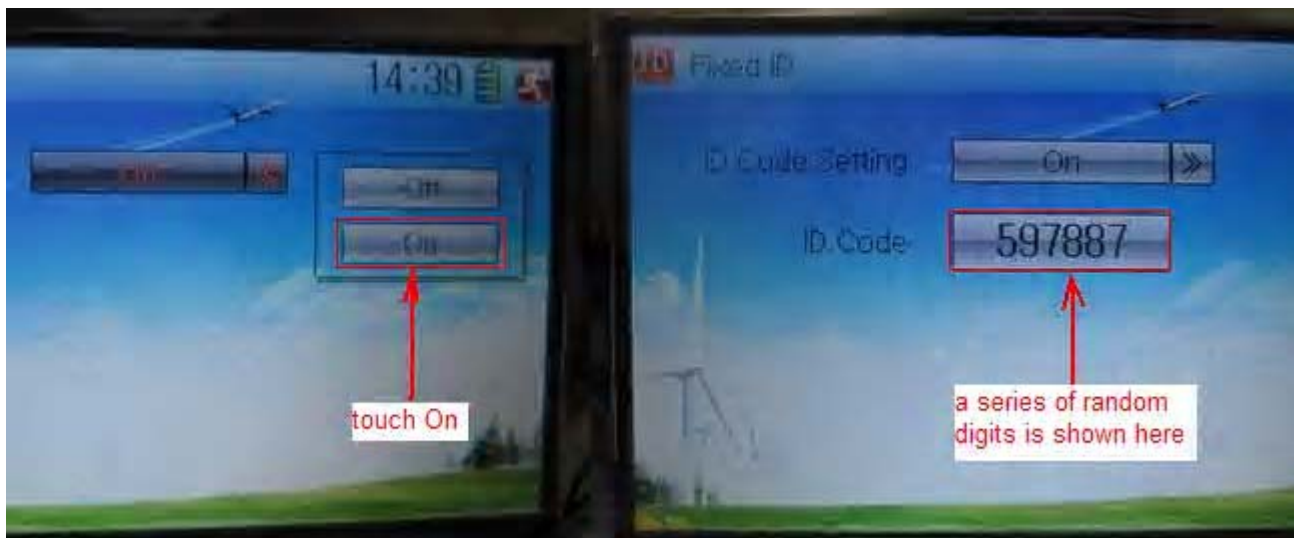 14:39
On
touch On
Fixed ID
ID.Code Setting
On
ID.Code
597887
a series of random
digits is shown here